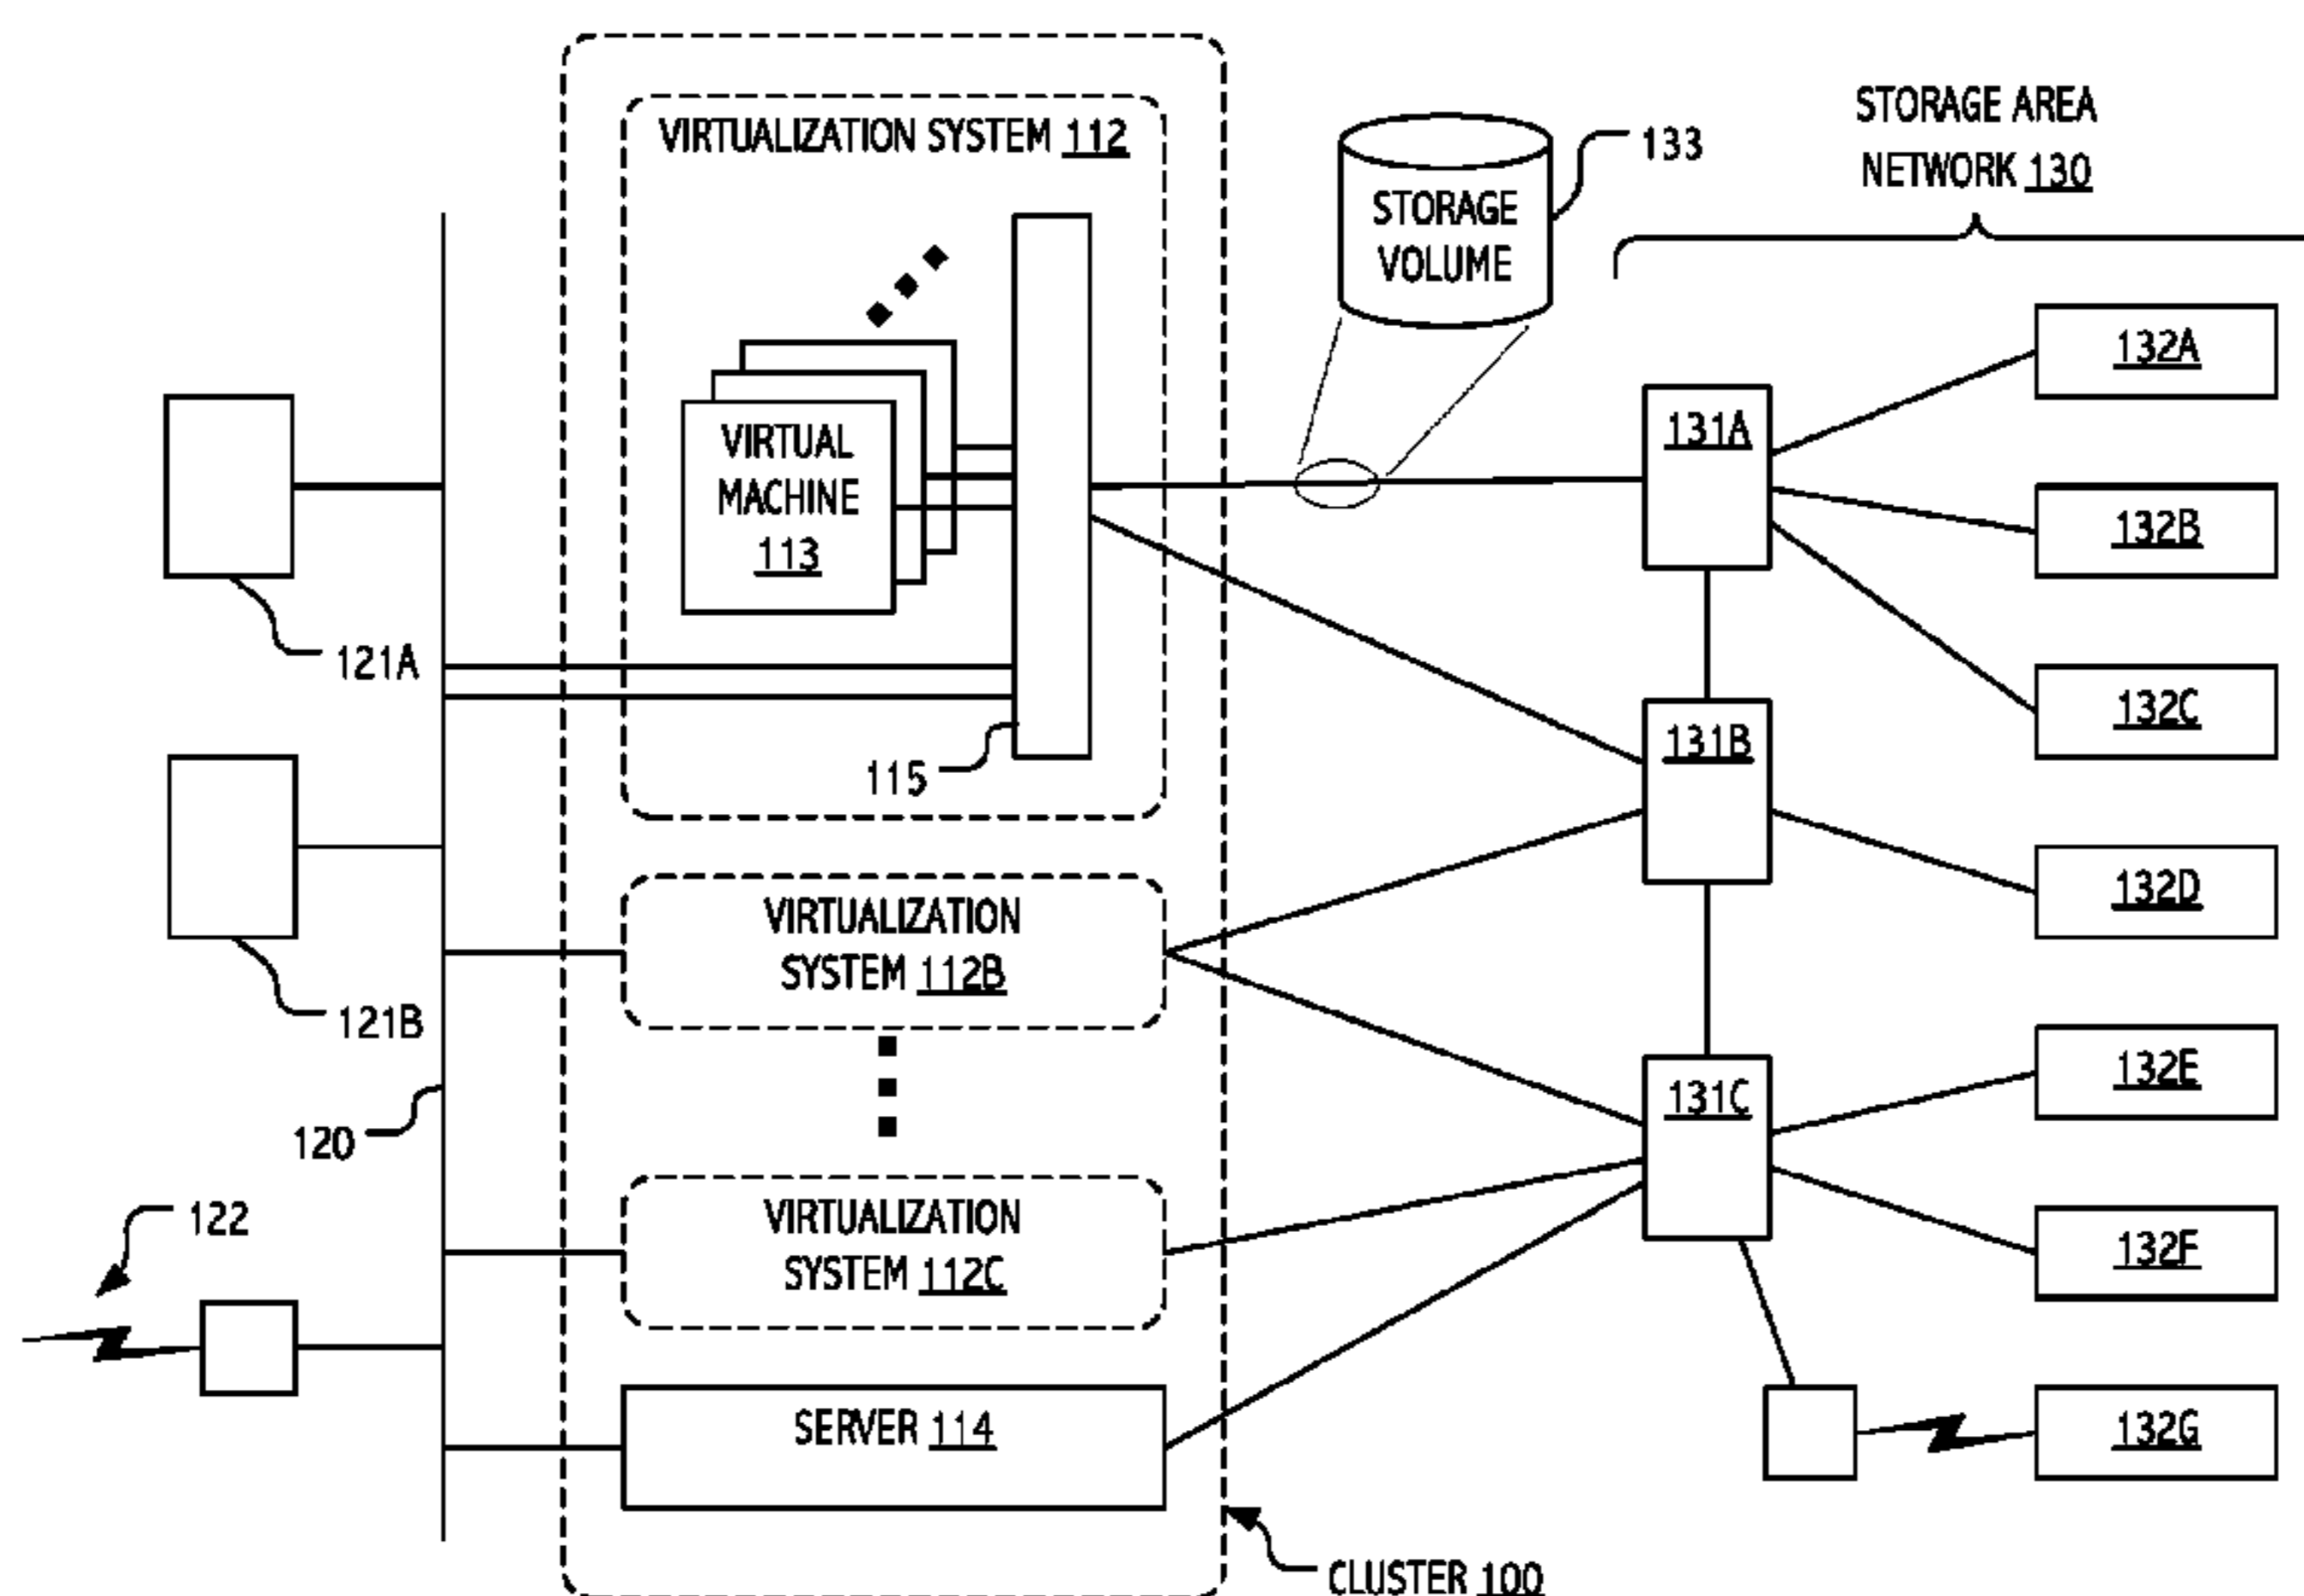 VIRTUALIZATION SYSTEM 112
133
STORAGE AREA
NETWORK 130
STORAGE
VOLUME
132A
131A
VIRTUAL
MACHINE
113
132B
121A
132C
131B
115
132D
VIRTUALIZATION
SYSTEM 112B
121B
132E
131C
120
122
VIRTUALIZATION
SYSTEM 112C
132F
SERVER 114
132G
CLUSTER 100